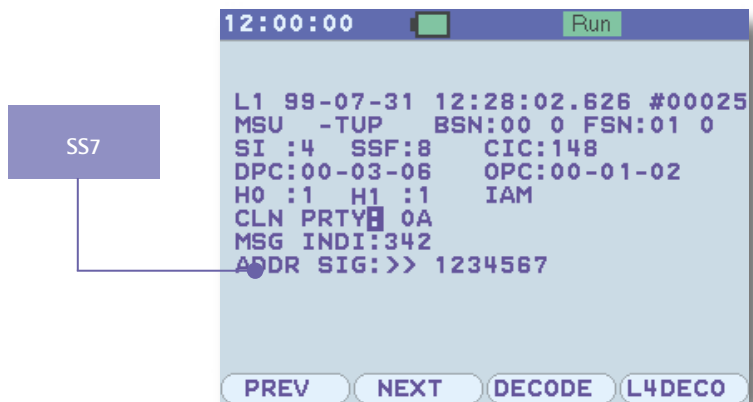 12:00:00 Run
L1 99-07-31 12:28:02.626 #00025
MSU -TUP BSN:00 0 FSN:01 0
SI :4 SSF:8 CIC:148
DPC:00-03-06 OPC:00-01-02
H0 :1 H1 :1 IAM
CLN PRTY: 0A
MSG INDI:342
ADDR SIG:>> 1234567
SS7
PREV NEXT DECODE L4DECO